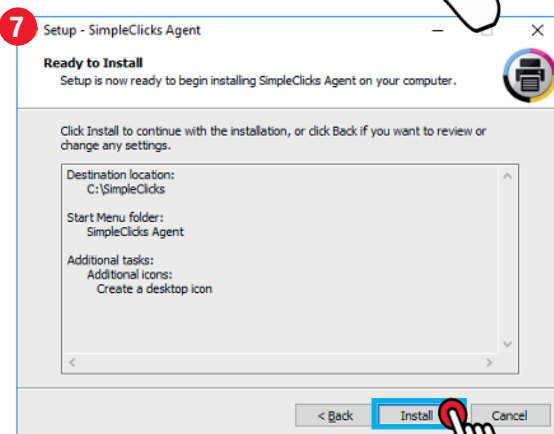 7
Setup - SimpleClicks Agent
Ready to Install
Setup is now ready to begin installing SimpleClicks Agent on your computer.
Click Install to continue with the installation, or click Back if you want to review or
change any settings.
Destination location:
C:\SimpleClicks
Start Menu folder:
SimpleClicks Agent
Additional tasks:
Additional icons:
Create a desktop icon
< Back
Install
Cancel